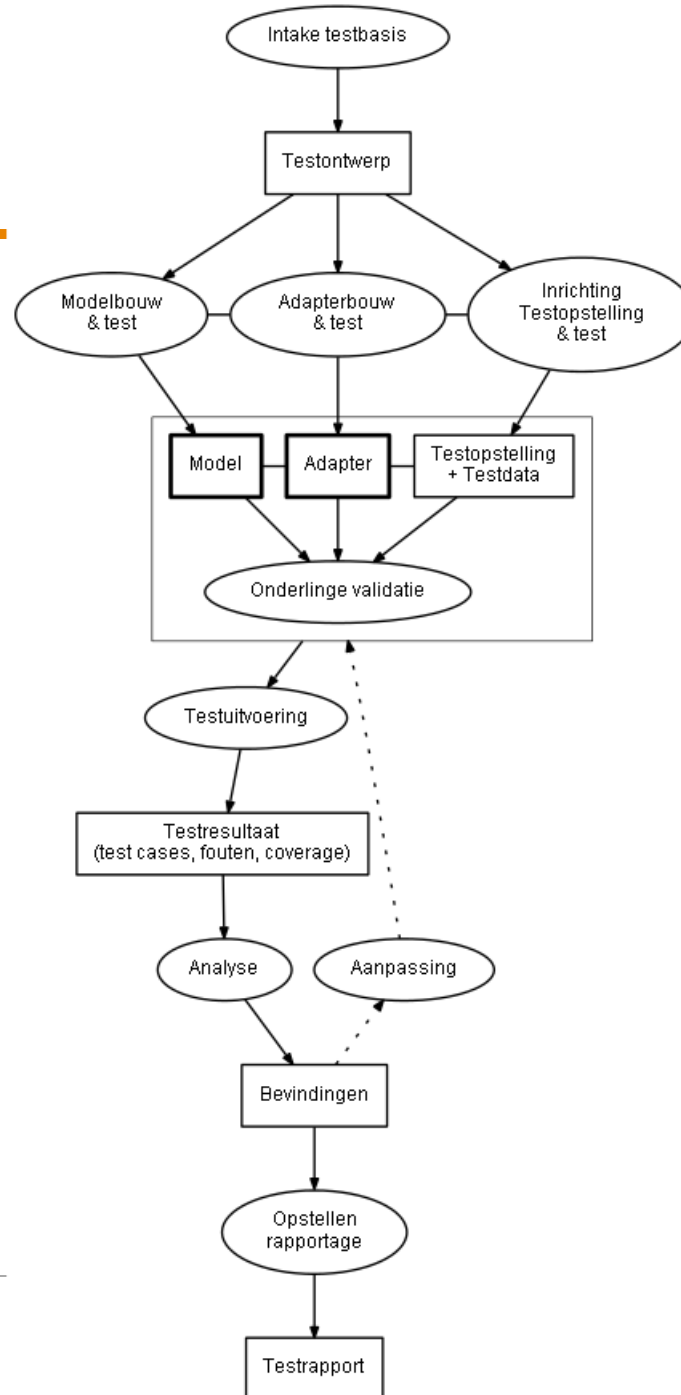 Intake testbasis
Testontwerp
Modelbouw
& test
Adapterbouw
& test
Inrichting
Testopstelling
& test
Model
Adapter
Testopstelling
+ Testdata
Onderlinge validatie
Testuitvoering
Testresultaat
(test cases, fouten, coverage)
Analyse
Aanpassing
Bevindingen
Opstellen
rapportage
Testrapport